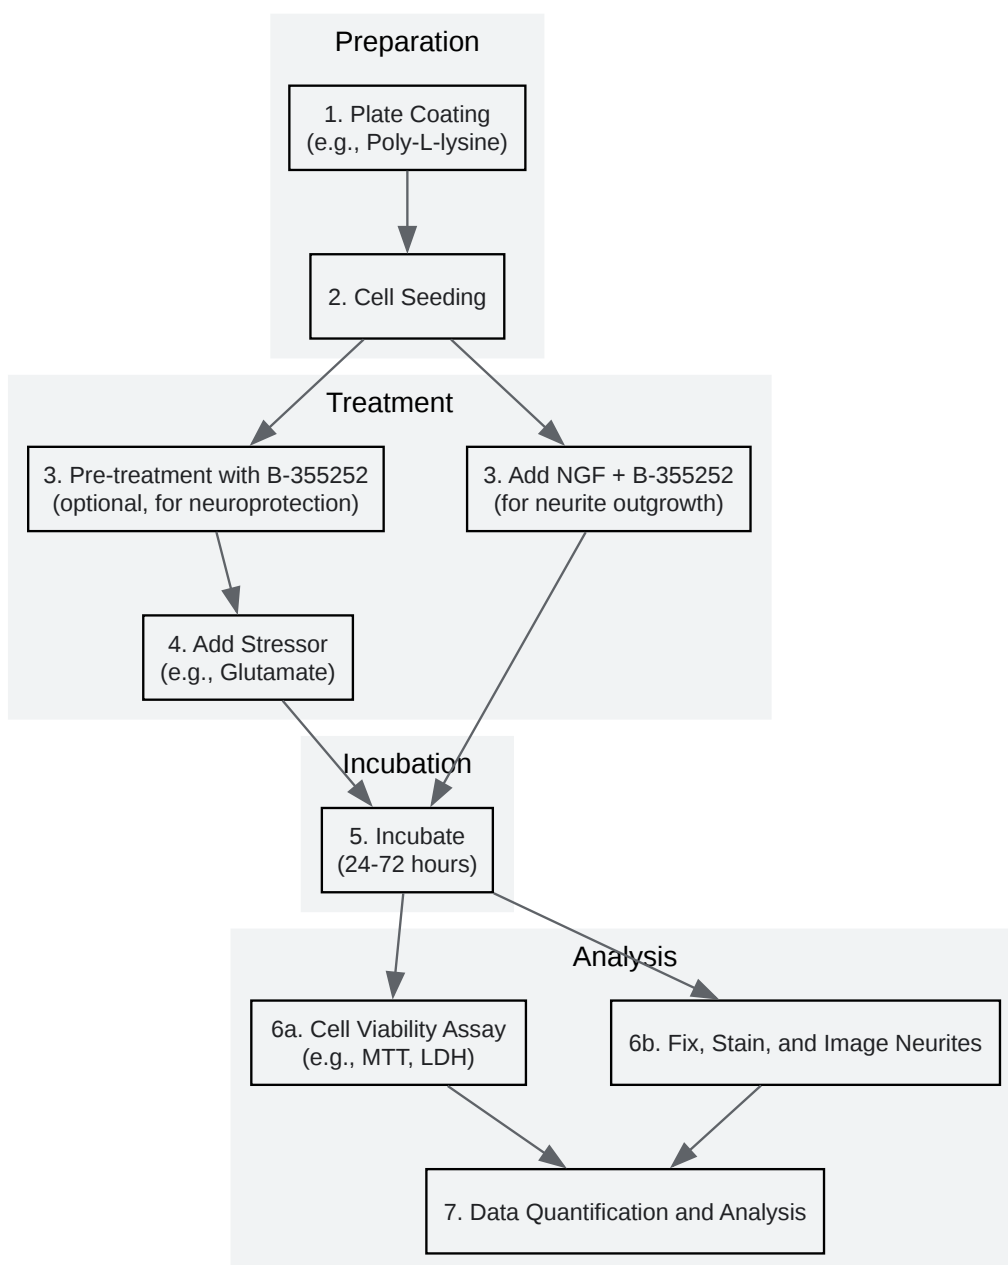 Preparation
1. Plate Coating
(e.g., Poly-L-lysine)
2. Cell Seeding
Treatment
3. Pre-treatment with B-355252
(optional, for neuroprotection)
3. Add NGF + B-355252
(for neurite outgrowth)
4. Add Stressor
(e.g., Glutamate)
Incubation
5. Incubate
(24-72 hours)
Analysis
6a. Cell Viability Assay
(e.g., MTT, LDH)
6b. Fix, Stain, and Image Neurites
7. Data Quantification and Analysis